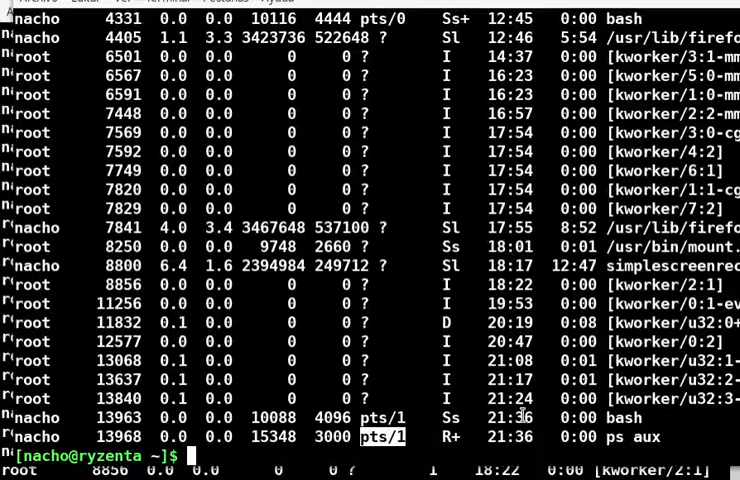 nacho 4331 0.0 0.0 10116 4444 pts/0 Ss+ 12:45 0:00 bash
nacho 4405 1.1 3.3 3423736 522648 ? Sl 12:46 5:54 /usr/lib/firefo
root 6501 0.0 0.0 0 0 ? I 14:37 0:00 [kworker/3:1-mm
root 6567 0.0 0.0 0 0 ? I 16:23 0:00 [kworker/5:0-mm
root 6591 0.0 0.0 0 0 ? I 16:23 0:00 [kworker/1:0-mm
root 7448 0.0 0.0 0 0 ? I 16:57 0:00 [kworker/2:2-mm
root 7569 0.0 0.0 0 0 ? I 17:54 0:00 [kworker/3:0-cg
root 7592 0.0 0.0 0 0 ? I 17:54 0:00 [kworker/4:2]
root 7749 0.0 0.0 0 0 ? I 17:54 0:00 [kworker/6:1]
root 7820 0.0 0.0 0 0 ? I 17:54 0:00 [kworker/1:1-cg
root 7829 0.0 0.0 0 0 ? I 17:54 0:00 [kworker/7:2]
nacho 7841 4.0 3.4 3467648 537100 ? Sl 17:55 8:52 /usr/lib/firefo
root 8250 0.0 0.0 9748 2660 ? Ss 18:01 0:01 /usr/bin/mount.
nacho 8800 6.4 1.6 2394984 249712 ? Sl 18:17 12:47 simplescreenrec
root 8856 0.0 0.0 0 0 ? I 18:22 0:00 [kworker/2:1]
root 11256 0.0 0.0 0 0 ? I 19:53 0:00 [kworker/0:1-ev
root 11832 0.1 0.0 0 0 ? D 20:19 0:08 [kworker/u32:0+
root 12577 0.0 0.0 0 0 ? I 20:47 0:00 [kworker/0:2]
root 13068 0.1 0.0 0 0 ? I 21:08 0:01 [kworker/u32:1-
root 13637 0.1 0.0 0 0 ? I 21:17 0:01 [kworker/u32:2-
root 13840 0.1 0.0 0 0 ? I 21:24 0:00 [kworker/u32:3-
nacho 13963 0.0 0.0 10088 4096 pts/1 Ss 21:36 0:00 bash
nacho 13968 0.0 0.0 15348 3000 pts/1 R+ 21:36 0:00 ps aux
[nacho@ryzenta ~]$
root 8856 0.0 0.0 0 0 ? I 18:22 0:00 [kworker/2:1]